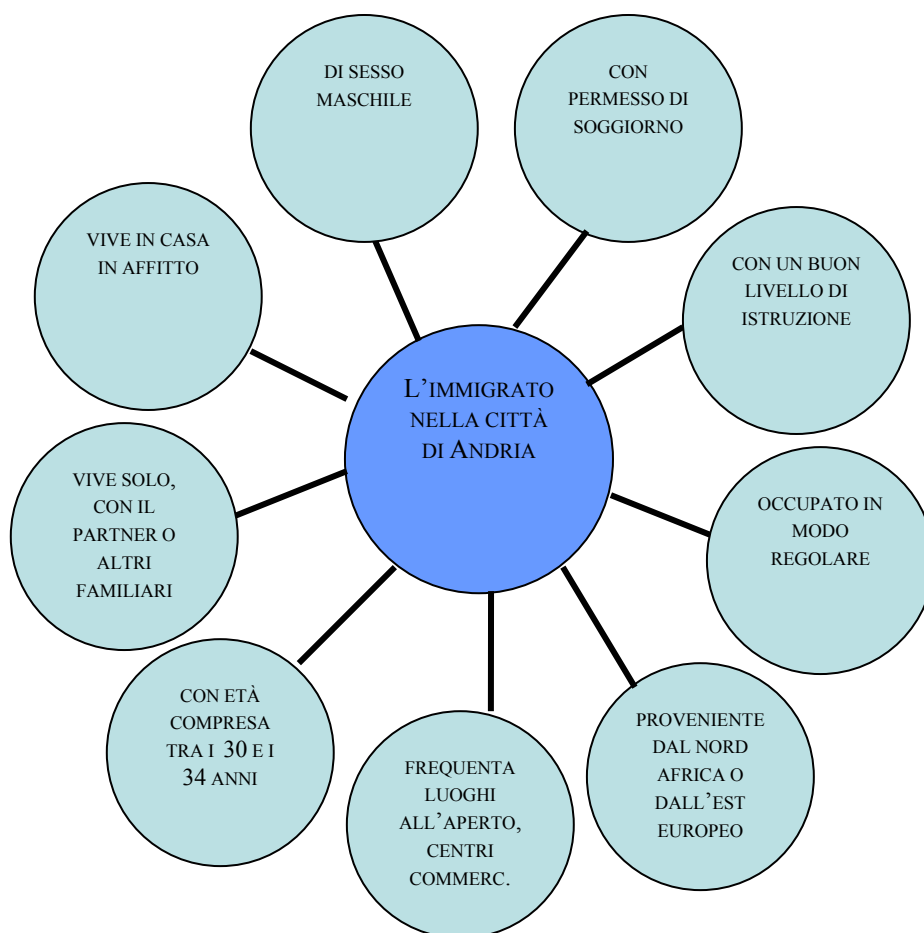 DI SESSO
MASCHILE
CON
PERMESSO DI
SOGGIORNO
VIVE IN CASA
IN AFFITTO
CON UN BUON
LIVELLO DI
ISTRUZIONE
L'IMMIGRATO
NELLA CITTÀ
DI ANDRIA
VIVE SOLO,
CON IL
PARTNER O
ALTRI
FAMILIARI
OCCUPATO IN
MODO
REGOLARE
CON ETÀ
COMPRESA
TRA I 30 E I
34 ANNI
FREQUENTA
LUOGHI
ALL'APERTO,
CENTRI
COMMERC.
PROVENIENTE
DAL NORD
AFRICA O
DALL'EST
EUROPEO